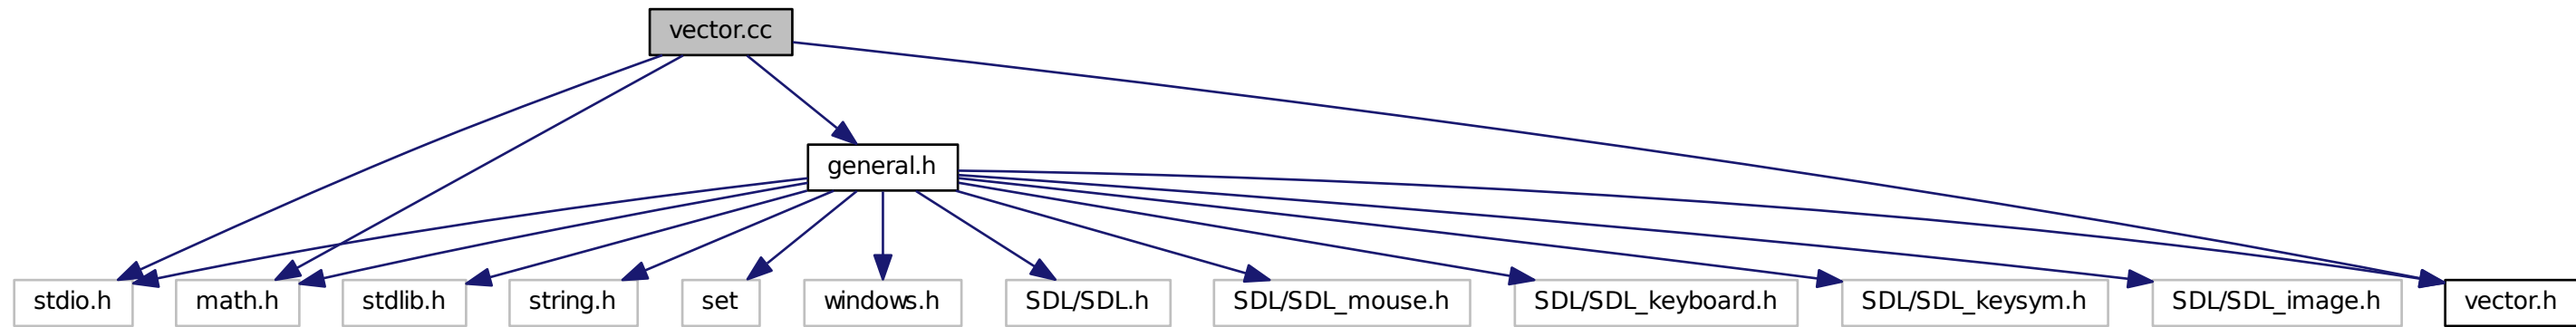 vector.cc
general.h
stdio.h
math.h
stdlib.h
string.h
set
windows.h
SDL/SDL.h
SDL/SDL_mouse.h
SDL/SDL_keyboard.h
SDL/SDL_keysym.h
SDL/SDL_image.h
vector.h